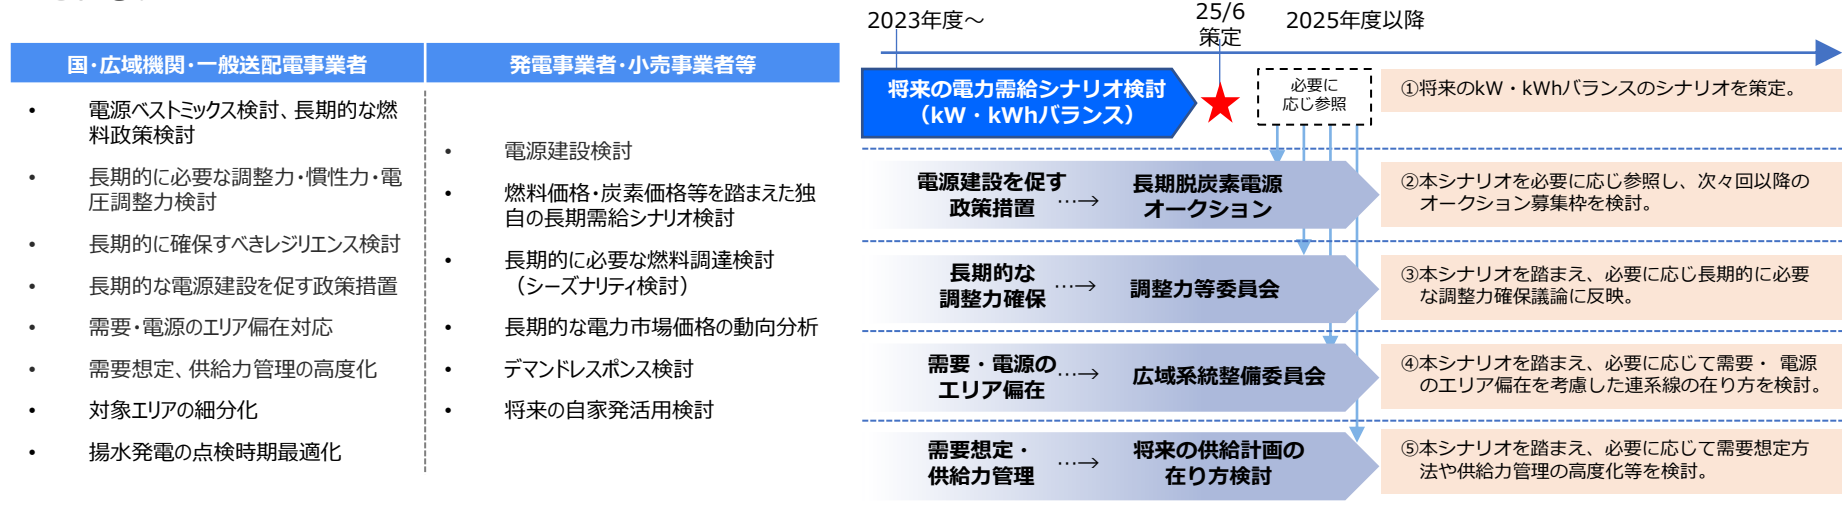 国・広域機関・一般送配電事業者
• 電源ベストミックス検討、長期的な燃
料政策検討
• 長期的に必要な調整力・慣性力・電
圧調整力検討
• 長期的に確保すべきレジリエンス検討
• 長期的な電源建設を促す政策措置
• 需要・電源のエリア偏在対応
• 需要想定、供給力管理の高度化
• 対象エリアの細分化
• 揚水発電の点検時期最適化
発電事業者・小売事業者等
• 電源建設検討
• 燃料価格・炭素価格等を踏まえた独
自の長期需給シナリオ検討
• 長期的に必要な燃料調達検討
（シーズナリティ検討）
• 長期的な電力市場価格の動向分析
• デマンドレスポンス検討
• 将来の自家発活用検討
2023年度～
25/6
策定
2025年度以降
将来の電力需給シナリオ検討
（kW・kWhバランス）
必要に
応じ参照
①将来のkW・kWhバランスのシナリオを策定。
電源建設を促す
政策措置
…→
長期脱炭素電源
オークション
②本シナリオを必要に応じ参照し、次々回以降の
オークション募集枠を検討。
長期的な
調整力確保
…→
調整力等委員会
③本シナリオを踏まえ、必要に応じ長期的に必要
な調整力確保議論に反映。
需要・電源の
エリア偏在
…→
広域系統整備委員会
④本シナリオを踏まえ、必要に応じて需要・ 電源
のエリア偏在を考慮した連系線の在り方を検討。
需要想定・
供給力管理
…→
将来の供給計画の
在り方検討
⑤本シナリオを踏まえ、必要に応じて需要想定方
法や供給力管理の高度化等を検討。